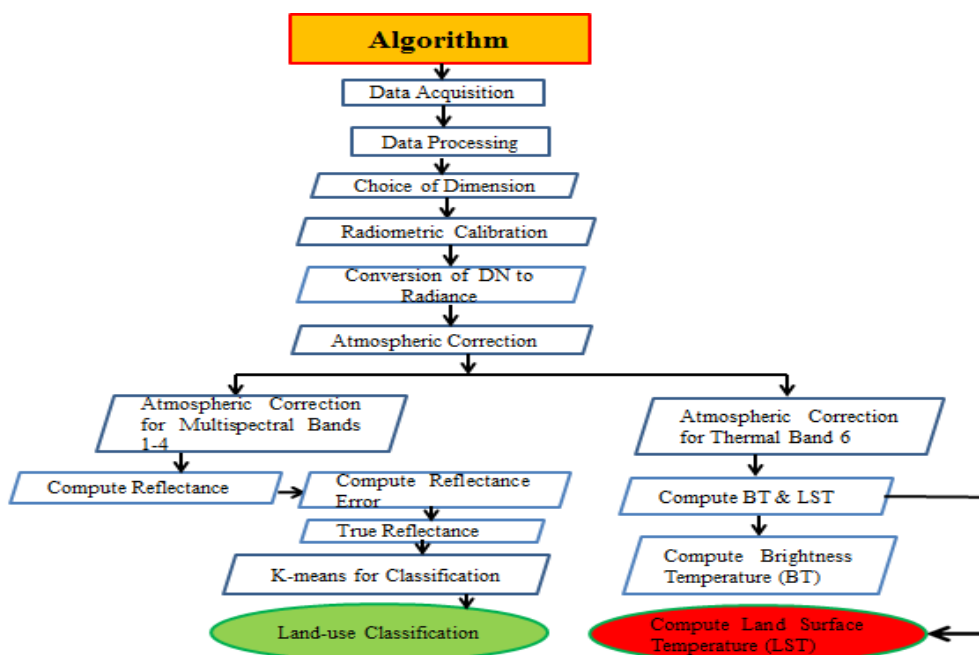 Algorithm
Data Acquisition
Data Processing
Choice of Dimension
Radiometric Calibration
Conversion of DN to
Radiance
Atmospheric Correction
Atmospheric Correction
for Multispectral Bands
1-4
Compute Reflectance
Compute Reflectance
Error
True Reflectance
K-means for Classification
Land-use Classification
Atmospheric Correction
for Thermal Band 6
Compute BT & LST
Compute Brightness
Temperature (BT)
Compute Land Surface
Temperature (LST)